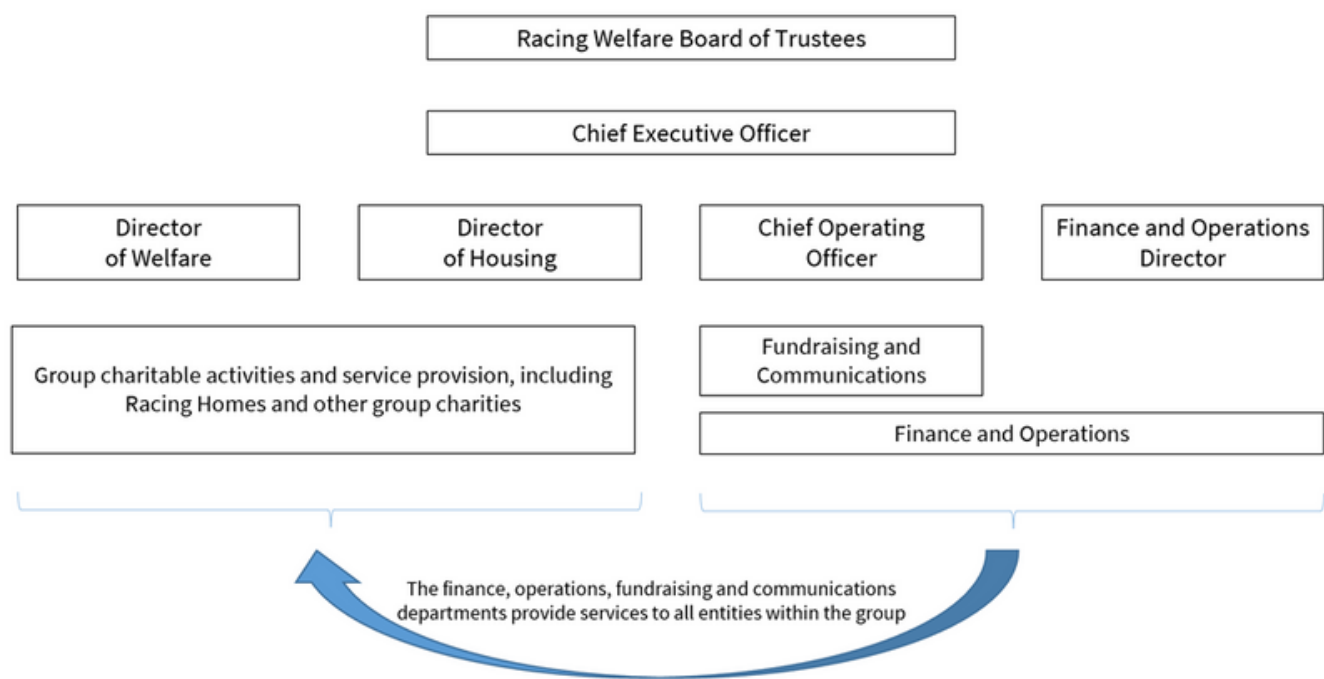 Racing Welfare Board of Trustees
Chief Executive Officer
Director
of Welfare
Director
of Housing
Chief Operating
Officer
Finance and Operations
Director
Group charitable activities and service provision, including
Racing Homes and other group charities
Fundraising and
Communications
Finance and Operations
The finance, operations, fundraising and communications
departments provide services to all entities within the group